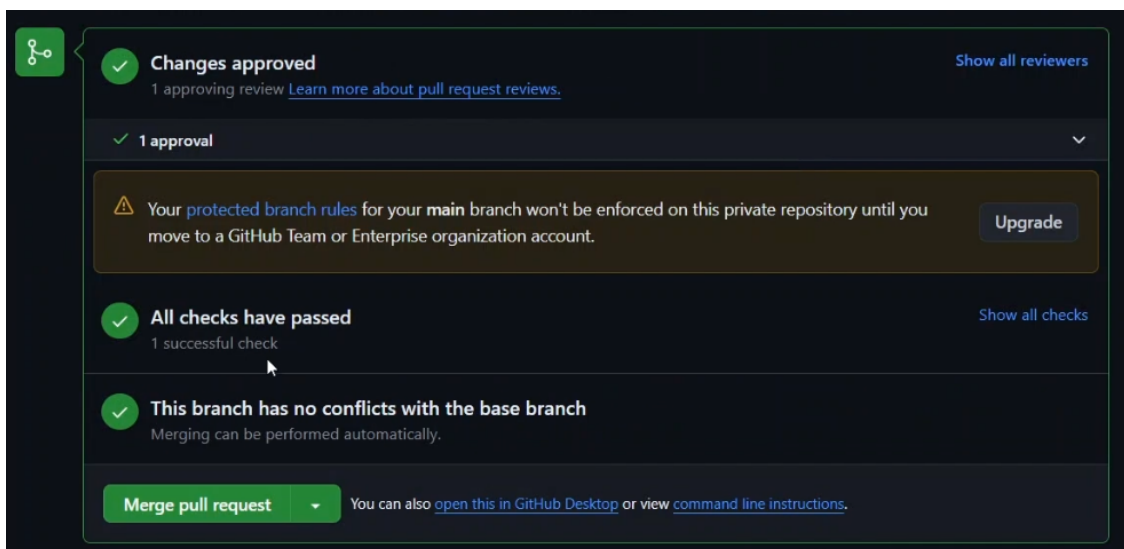 Changes approved
Show all reviewers
1 approving review Learn more about pull request reviews.
1 approval
Your protected branch rules for your main branch won't be enforced on this private repository until you
move to a GitHub Team or Enterprise organization account.
Upgrade
All checks have passed
Show all checks
1 successful check
This branch has no conflicts with the base branch
Merging can be performed automatically.
Merge pull request
You can also open this in GitHub Desktop or view command line instructions.